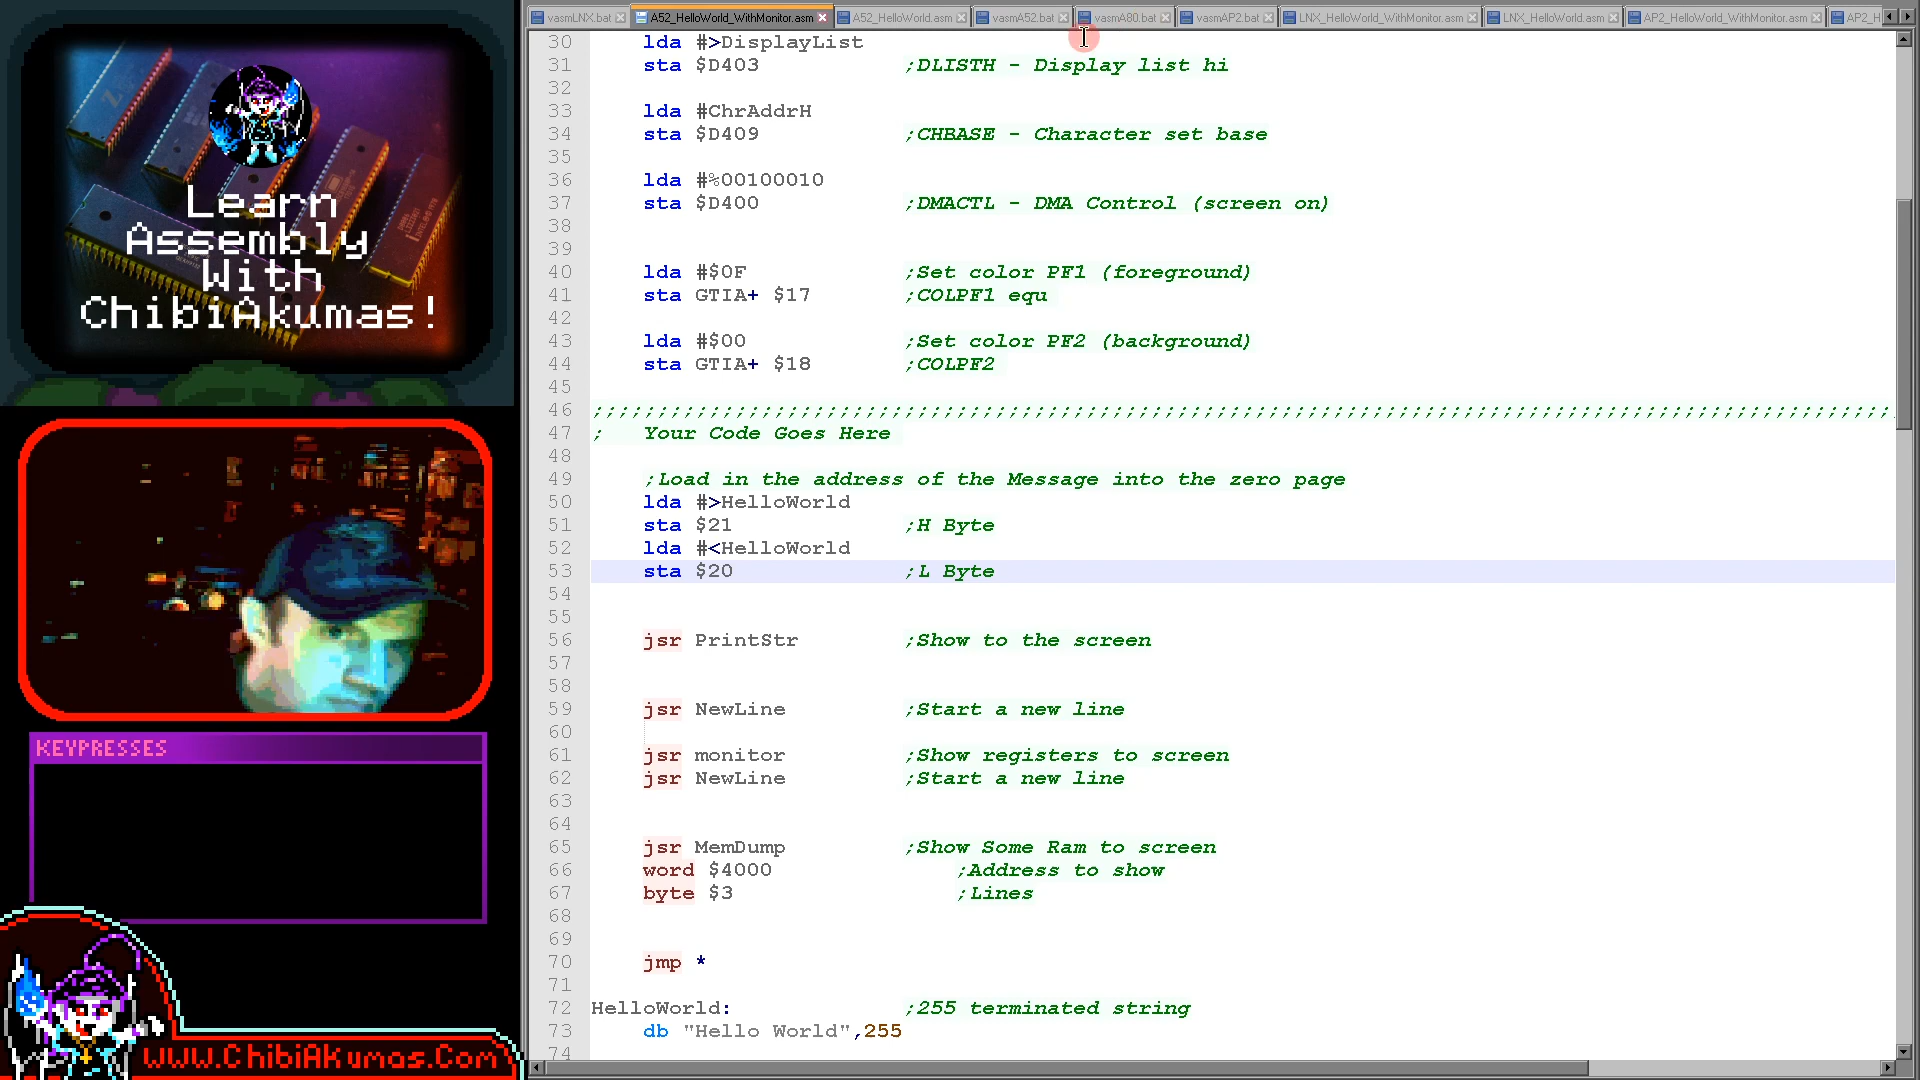 vasmLNX.bat
A52_HelloWorld_WithMonitor.asm
A52_HelloWorld.asm
vasmA52.bat
vasmA80.bat
vasmAP2.bat
LNX_HelloWorld_WithMonitor.asm
LNX_HelloWorld.asm
AP2_HelloWorld_WithMonitor.asm
AP2_H
Learn
Assembly
With
ChibiAkumas!
KEYPRESSES
www.ChibiAkumas.Com
30 lda #>DisplayList
31 sta $D403 ;DLISTH - Display list hi
32
33 lda #ChrAddrH
34 sta $D409 ;CHBASE - Character set base
35
36 lda #%00100010
37 sta $D400 ;DMACTL - DMA Control (screen on)
38
39
40 lda #$0F ;Set color PF1 (foreground)
41 sta GTIA+ $17 ;COLPF1 equ
42
43 lda #$00 ;Set color PF2 (background)
44 sta GTIA+ $18 ;COLPF2
45
46 ;;;;;;;;;;;;;;;;;;;;;;;;;;;;;;;;;;;;;;;;;;;;;;;;;;;;;;;;;;;;;;;;;;;;;;;;;;;;;;;;;;;;;;;;;;;;;;;;;;;;
47 ; Your Code Goes Here
48
49 ;Load in the address of the Message into the zero page
50 lda #>HelloWorld
51 sta $21 ;H Byte
52 lda #<HelloWorld
53 sta $20 ;L Byte
54
55
56 jsr PrintStr ;Show to the screen
57
58
59 jsr NewLine ;Start a new line
60
61 jsr monitor ;Show registers to screen
62 jsr NewLine ;Start a new line
63
64
65 jsr MemDump ;Show Some Ram to screen
66 word $4000 ;Address to show
67 byte $3 ;Lines
68
69
70 jmp *
71
72 HelloWorld: ;255 terminated string
73 db "Hello World",255
74